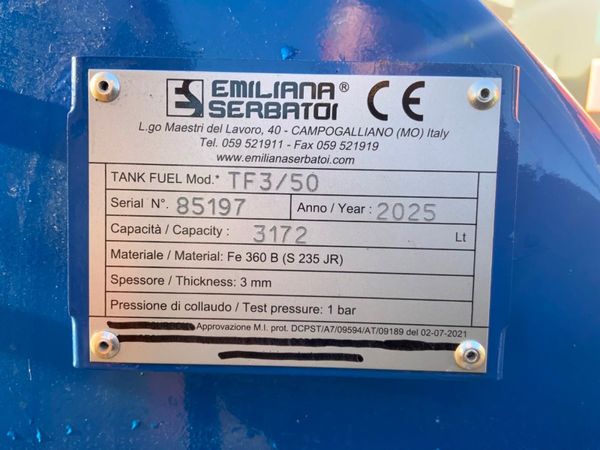 EMILIANA®
SERBATOI
CE
L.go Maestri del Lavoro, 40 - CAMPOGALLIANO (MO) Italy
Tel. 059 521911 - Fax 059 521919
www.emilianaserbatoi.com
TANK FUEL Mod.* TF3/50
Serial N°. 85197 Anno / Year : 2025
Capacità / Capacity : 3172 Lt
Materiale / Material: Fe 360 B (S 235 JR)
Spessore / Thickness: 3 mm
Pressione di collaudo / Test pressure: 1 bar
Approvazione M.I. prot. DCPST/A7/09594/AT/09189 del 02-07-2021